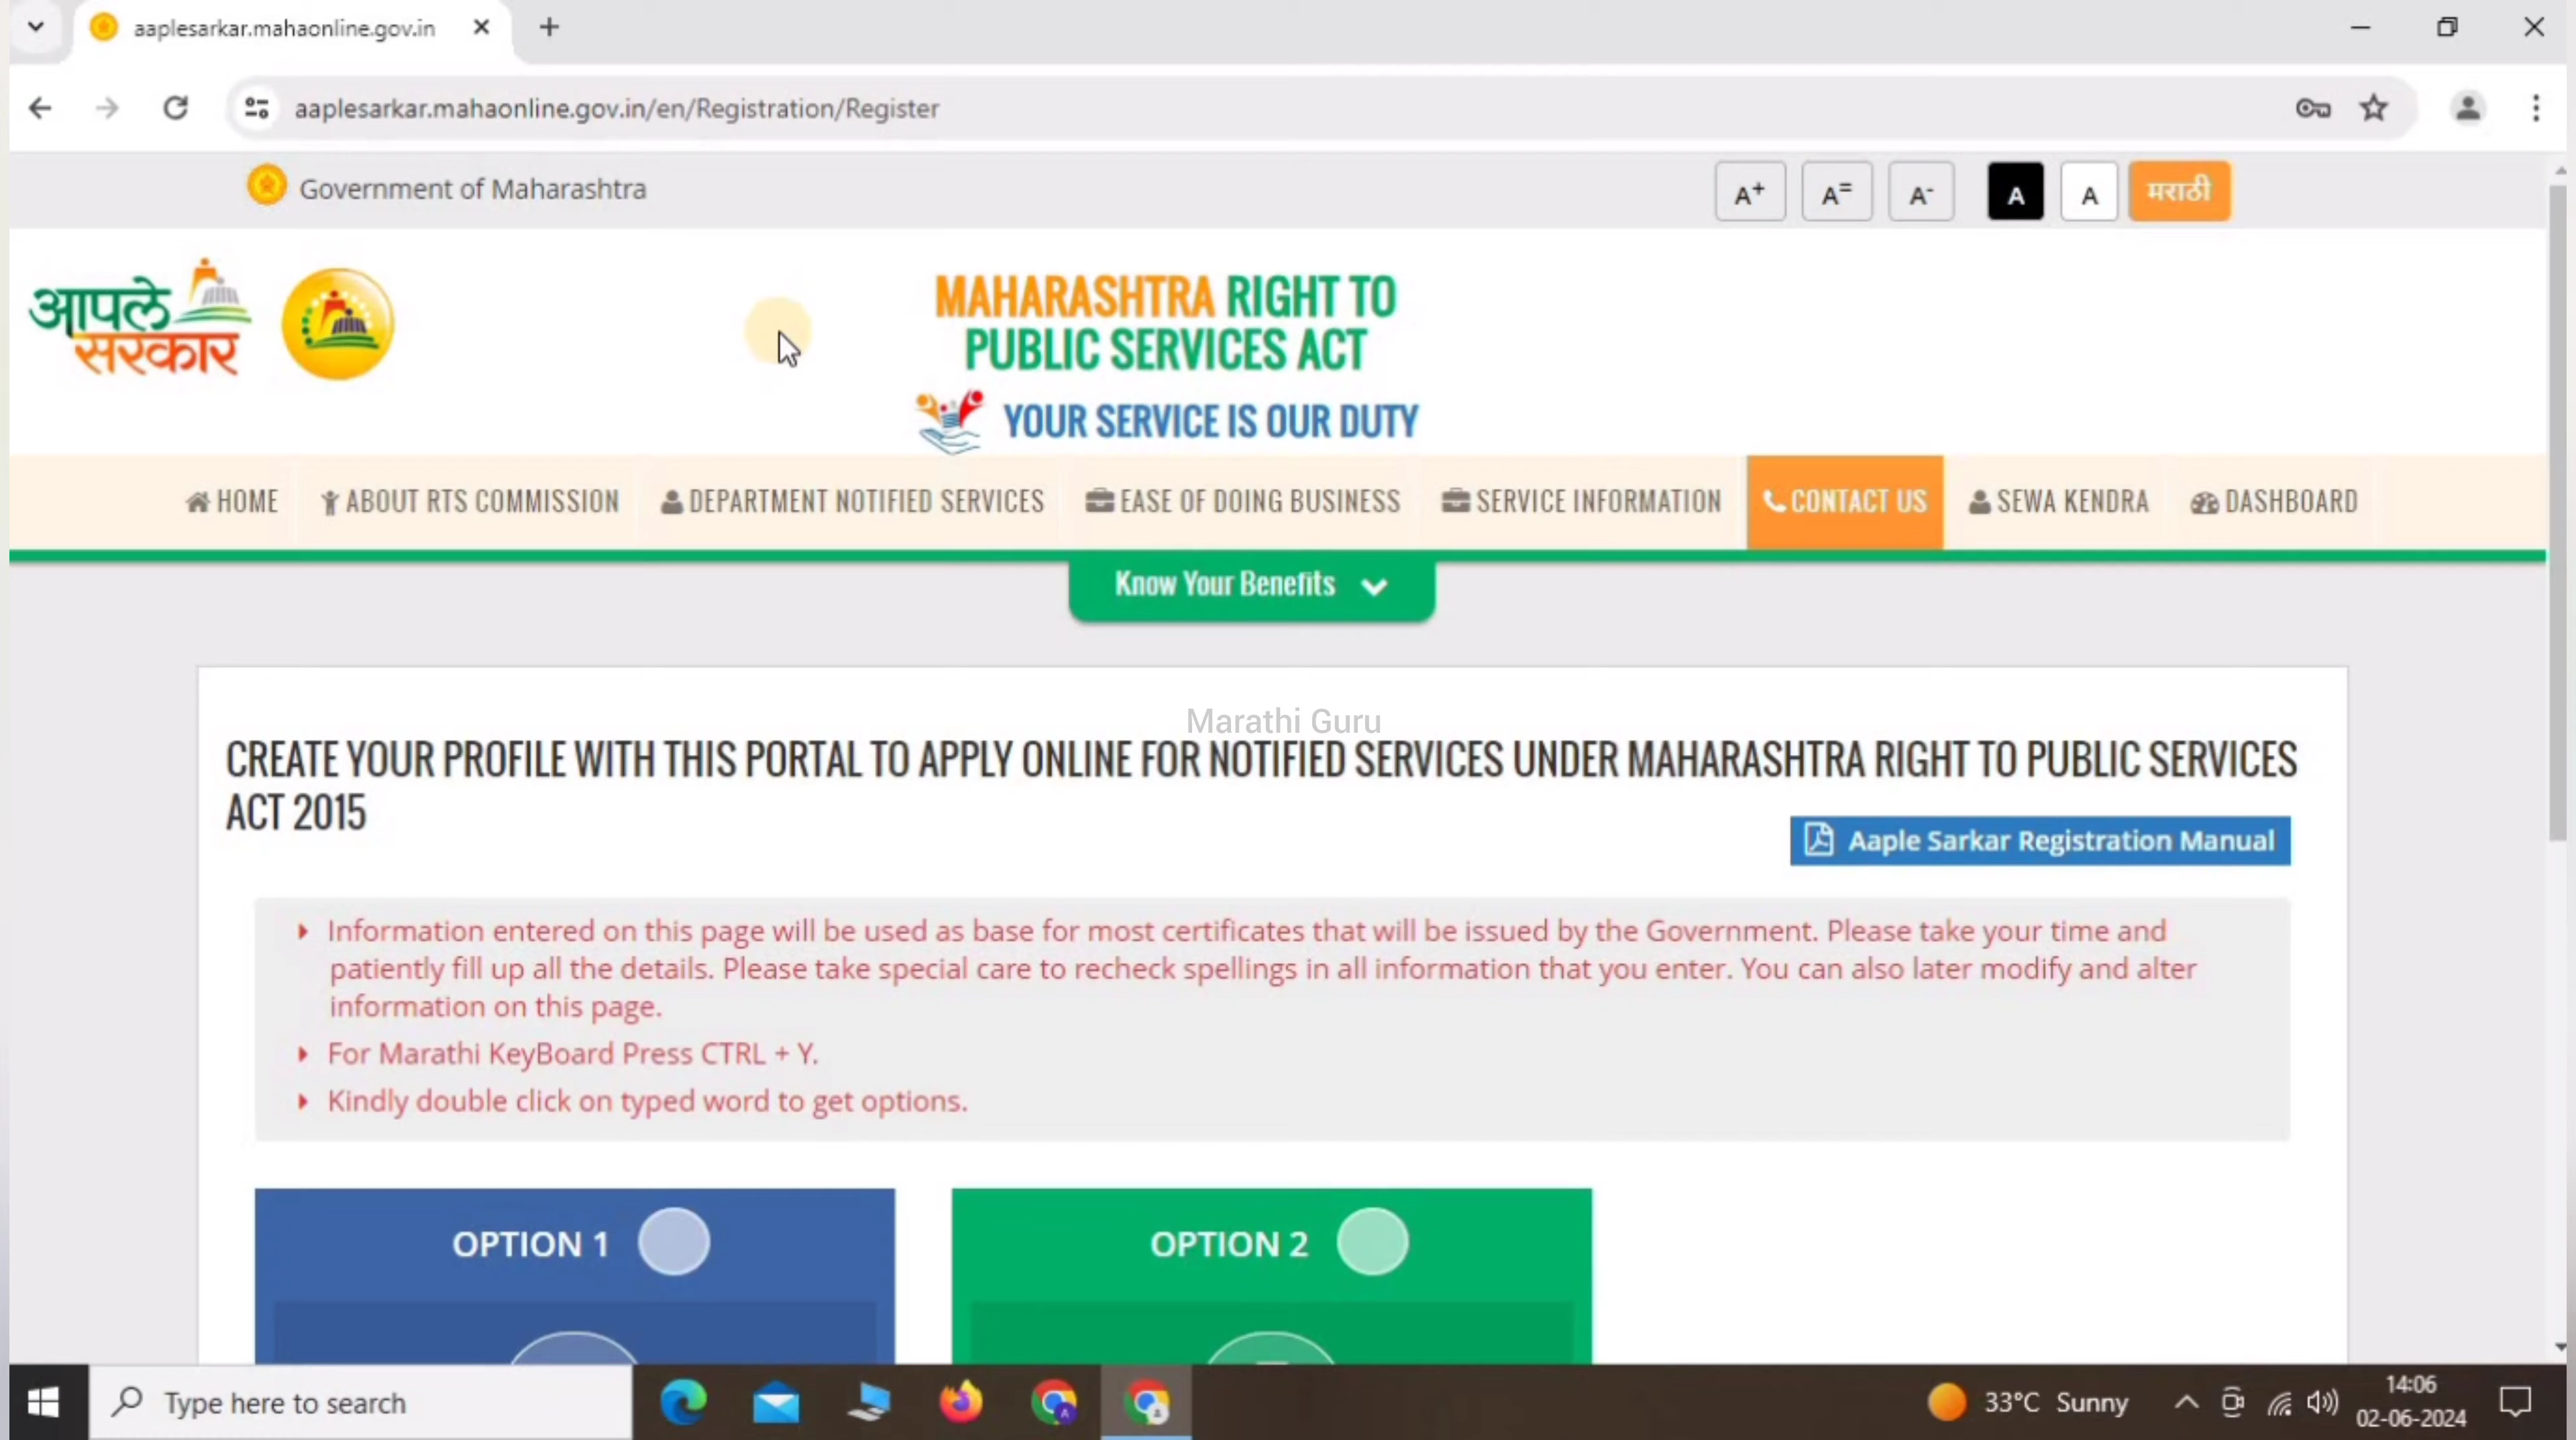 aaplesarkar.mahaonline.gov.in
aaplesarkar.mahaonline.gov.in/en/Registration/Register
Government of Maharashtra
A+ A= A- A A मराठी
आपले
सरकार
MAHARASHTRA RIGHT TO
PUBLIC SERVICES ACT
YOUR SERVICE IS OUR DUTY
HOME ABOUT RTS COMMISSION DEPARTMENT NOTIFIED SERVICES EASE OF DOING BUSINESS SERVICE INFORMATION CONTACT US SEWA KENDRA DASHBOARD
Know Your Benefits
Marathi Guru
CREATE YOUR PROFILE WITH THIS PORTAL TO APPLY ONLINE FOR NOTIFIED SERVICES UNDER MAHARASHTRA RIGHT TO PUBLIC SERVICES
ACT 2015
Aaple Sarkar Registration Manual
Information entered on this page will be used as base for most certificates that will be issued by the Government. Please take your time and
patiently fill up all the details. Please take special care to recheck spellings in all information that you enter. You can also later modify and alter
information on this page.
For Marathi KeyBoard Press CTRL + Y.
Kindly double click on typed word to get options.
OPTION 1
OPTION 2
Type here to search
33°C Sunny
14:06
02-06-2024